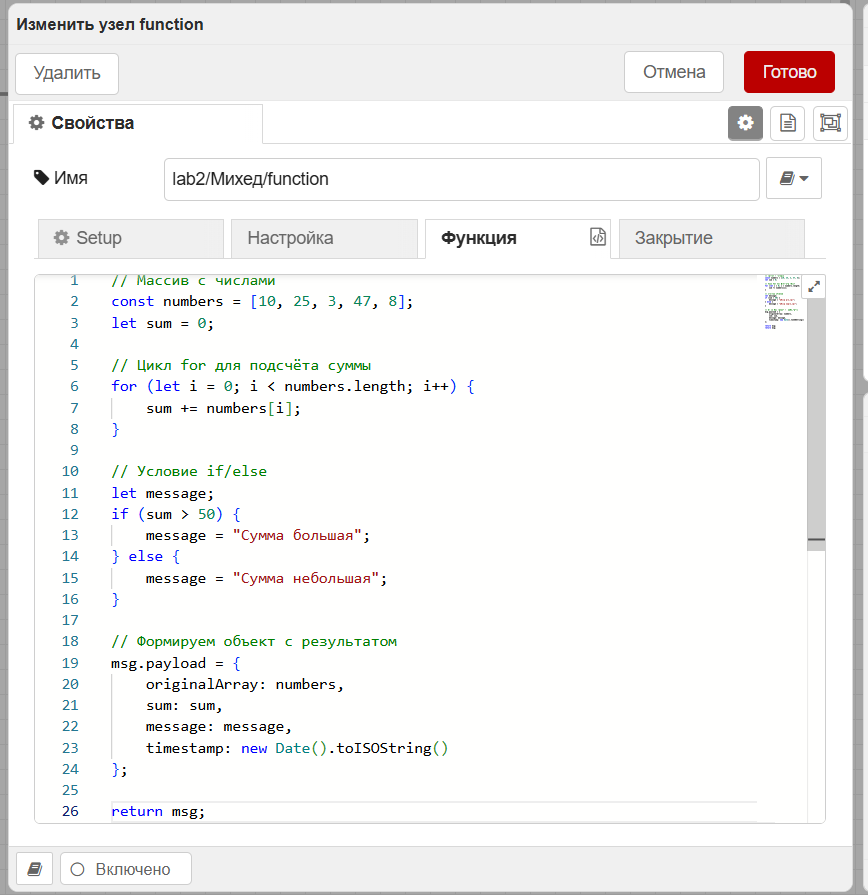 Изменить узел function
Удалить
Отмена
Готово
Свойства
Имя
lab2/Михед/function
Setup
Настройка
Функция
Закрытие
1 // Массив с числами
2 const numbers = [10, 25, 3, 47, 8];
3 let sum = 0;
4
5 // Цикл for для подсчёта суммы
6 for (let i = 0; i < numbers.length; i++) {
7     sum += numbers[i];
8 }
9
10 // Условие if/else
11 let message;
12 if (sum > 50) {
13     message = "Сумма большая";
14 } else {
15     message = "Сумма небольшая";
16 }
17
18 // Формируем объект с результатом
19 msg.payload = {
20     originalArray: numbers,
21     sum: sum,
22     message: message,
23     timestamp: new Date().toISOString()
24 };
25
26 return msg;
Включено